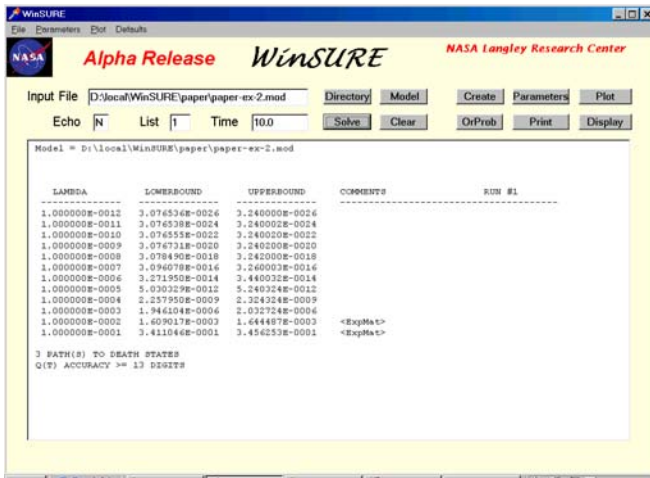 WinSURE
File Parameters Plot Defaults
NASA Alpha Release WinSURE NASA Langley Research Center
Input File D:\local\WinSURE\paper\paper-ex-2.mod Directory Model Create Parameters Plot
Echo N List 1 Time 10.0 Solve Clear OrProb Print Display
Model = D:\local\WinSURE\paper\paper-ex-2.mod
LAMBDA LOWERBOUND UPPERBOUND COMMENTS RUN #1
------------- ------------- ------------- -------------------------------------
1.000000E-0012 3.076536E-0026 3.240000E-0026
1.000000E-0011 3.076538E-0024 3.240002E-0024
1.000000E-0010 3.076555E-0022 3.240020E-0022
1.000000E-0009 3.076731E-0020 3.240200E-0020
1.000000E-0008 3.078490E-0018 3.242000E-0018
1.000000E-0007 3.096078E-0016 3.260003E-0016
1.000000E-0006 3.271950E-0014 3.440032E-0014
1.000000E-0005 5.030329E-0012 5.240324E-0012
1.000000E-0004 2.257950E-0009 2.324324E-0009
1.000000E-0003 1.946104E-0006 2.032724E-0006
1.000000E-0002 1.609017E-0003 1.644487E-0003 <ExpMat>
1.000000E-0001 3.411046E-0001 3.456253E-0001 <ExpMat>
3 PATH(S) TO DEATH STATES
Q(T) ACCURACY >= 13 DIGITS